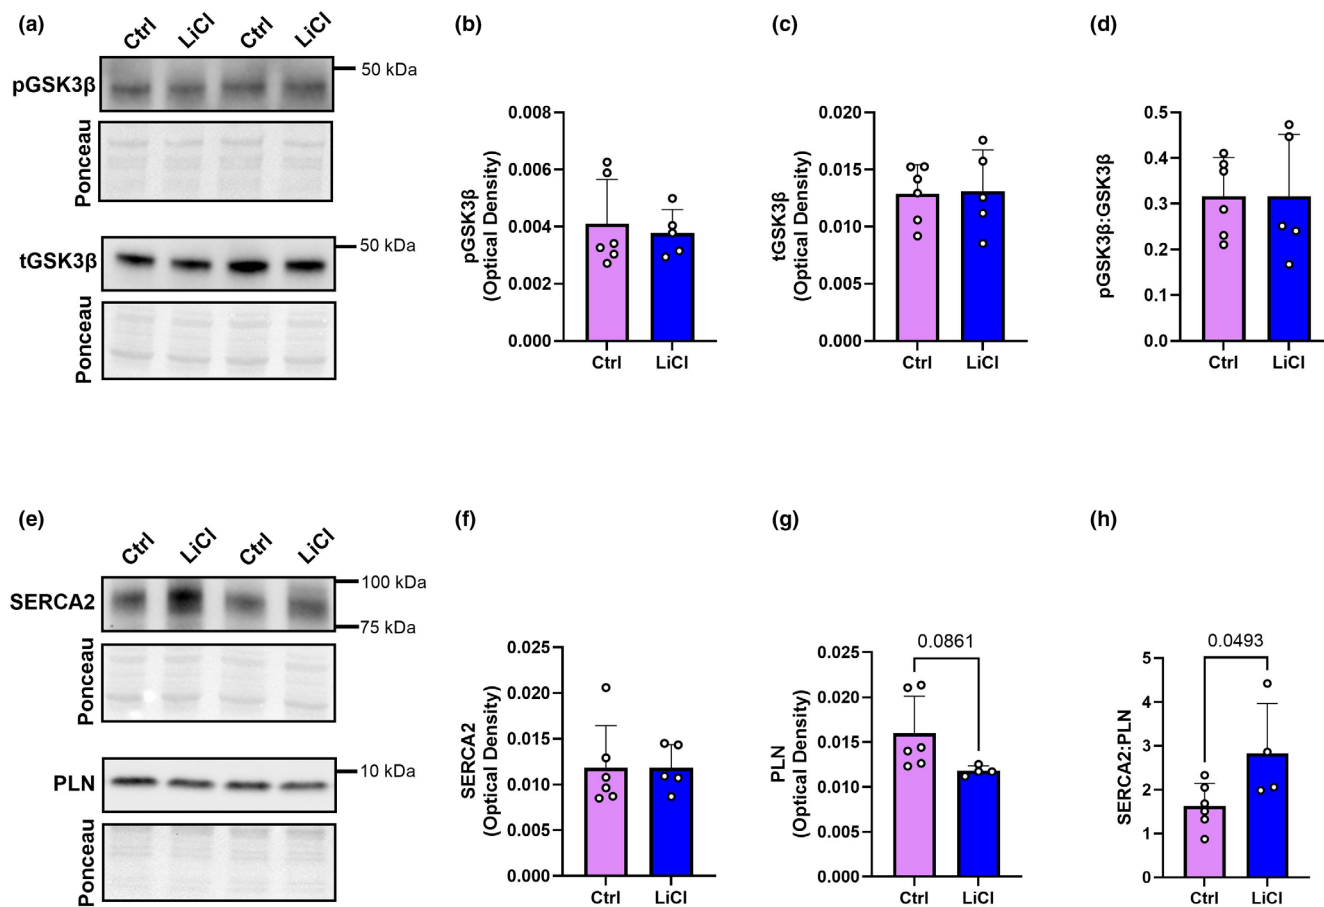 (a)
Ctrl LiCl Ctrl LiCl
pGSK3β
50 kDa
Ponceau
tGSK3β
50 kDa
Ponceau
(b)
pGSK3β
(Optical Density)
0.008
0.006
0.004
0.002
0.000
Ctrl LiCl
(c)
tGSK3β
(Optical Density)
0.020
0.015
0.010
0.005
0.000
Ctrl LiCl
(d)
pGSK3β:GSK3β
0.5
0.4
0.3
0.2
0.1
0.0
Ctrl LiCl
(e)
Ctrl LiCl Ctrl LiCl
SERCA2
100 kDa
75 kDa
Ponceau
PLN
10 kDa
Ponceau
(f)
SERCA2
(Optical Density)
0.025
0.020
0.015
0.010
0.005
0.000
Ctrl LiCl
(g)
PLN
(Optical Density)
0.0861
0.025
0.020
0.015
0.010
0.005
0.000
Ctrl LiCl
(h)
SERCA2:PLN
0.0493
5
4
3
2
1
0
Ctrl LiCl